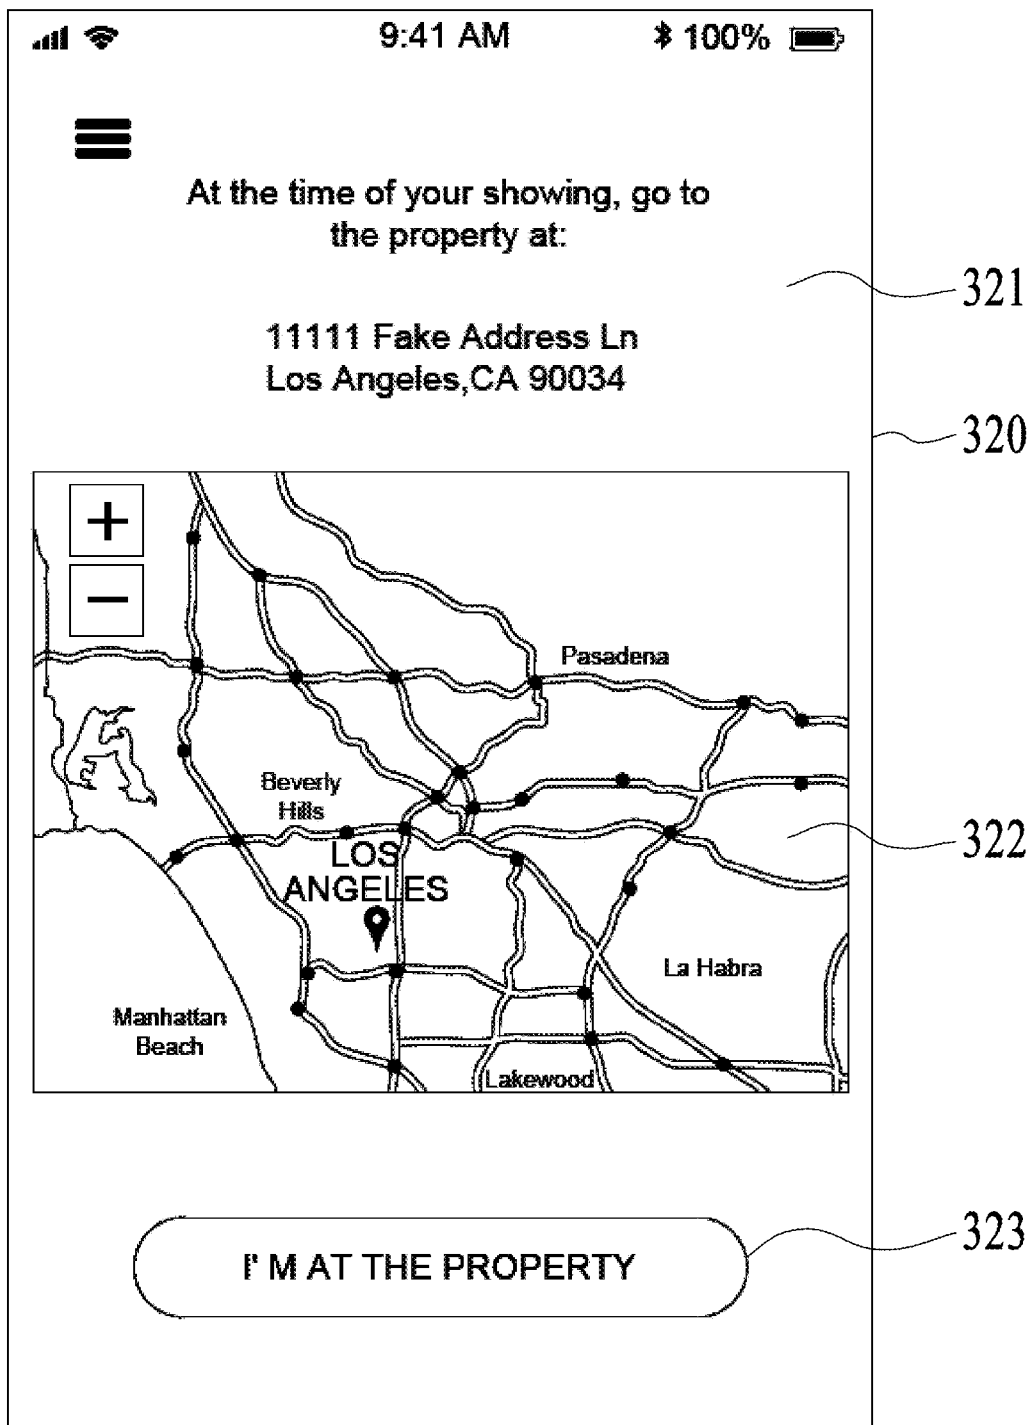 9:41 AM
100%
At the time of your showing, go to
the property at:
321
11111 Fake Address Ln
Los Angeles,CA 90034
320
+
−
Pasadena
Beverly
Hills
322
LOS
ANGELES
La Habra
Manhattan
Beach
Lakewood
323
I' M AT THE PROPERTY